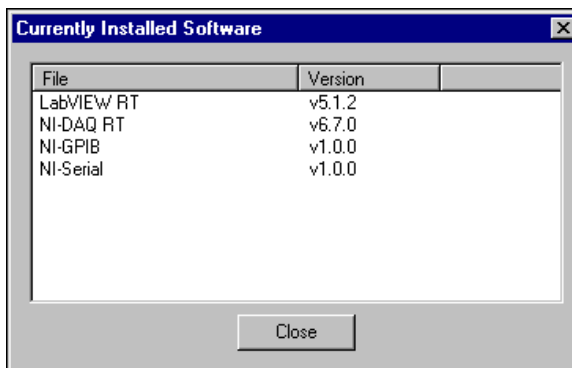 Currently Installed Software
File Version
LabVIEW RT v5.1.2
NI-DAQ RT v6.7.0
NI-GPIB v1.0.0
NI-Serial v1.0.0
Close